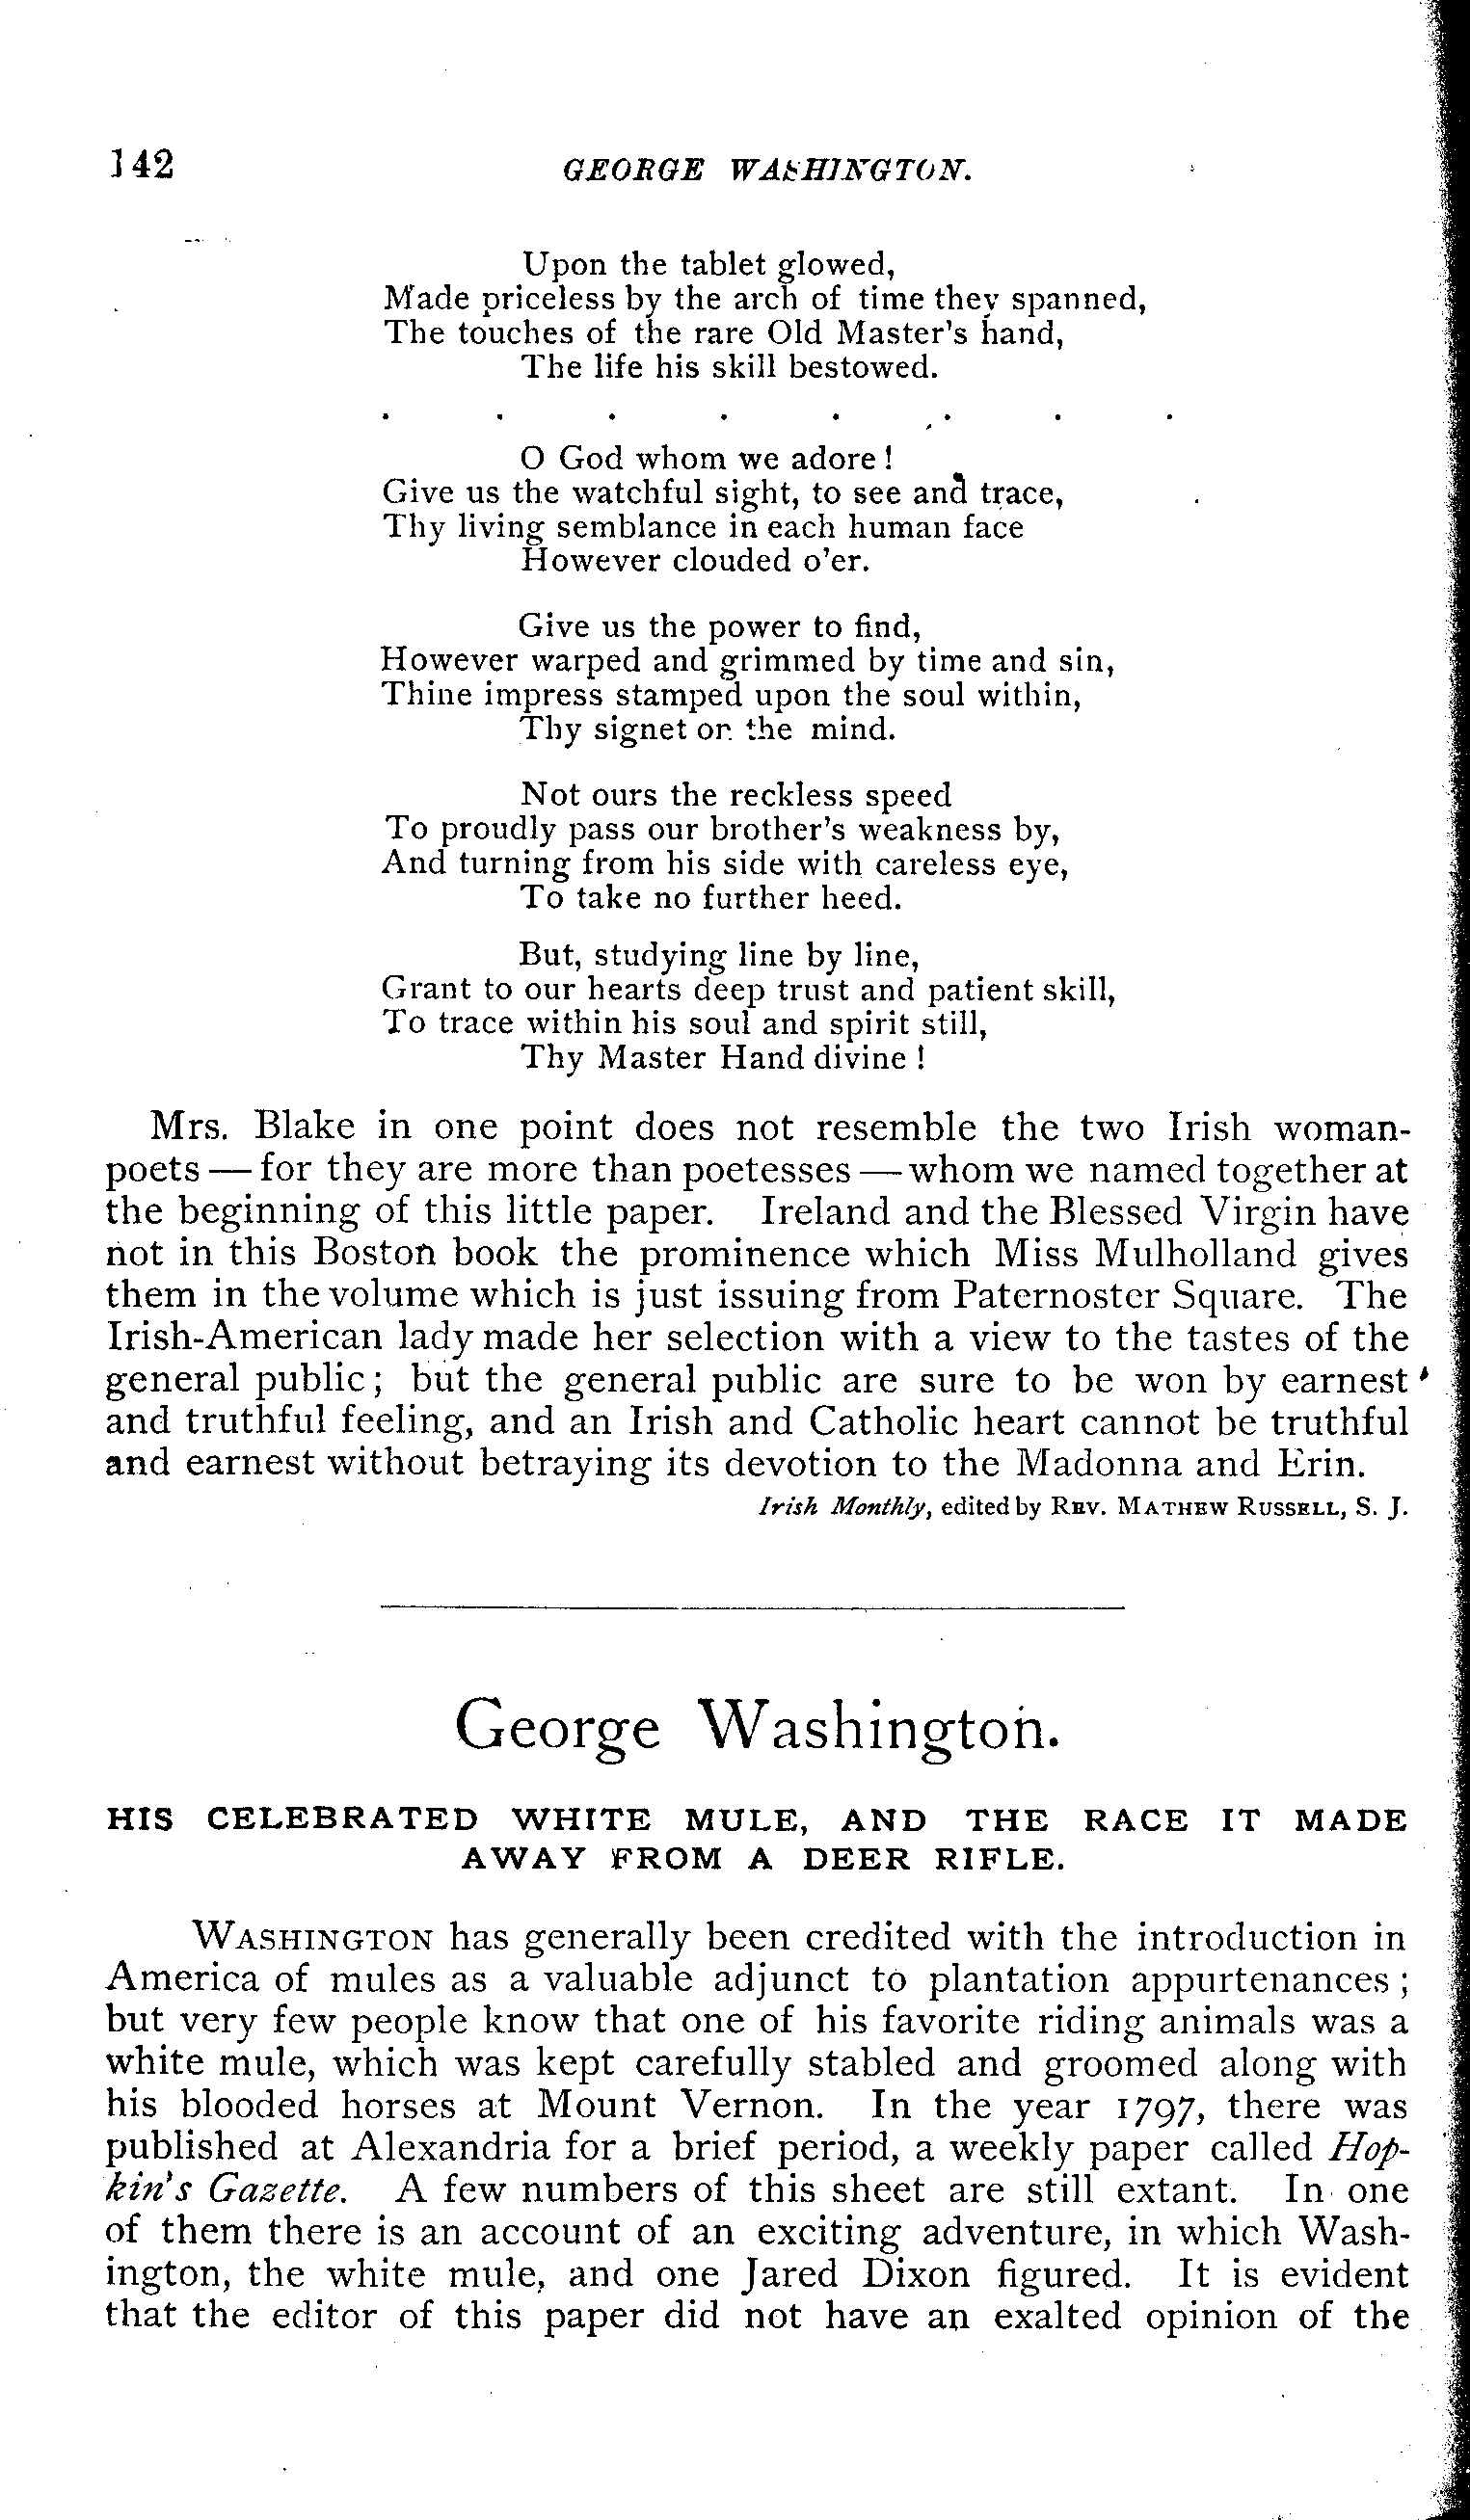 142 GEORGE WASHINGTON.
Upon the tablet glowed,
Made priceless by the arch of time they spanned,
The touches of the rare Old Master's hand,
The life his skill bestowed.
. . . . . . . .
O God whom we adore !
Give us the watchful sight, to see and trace,
Thy living semblance in each human face
However clouded o'er.
Give us the power to find,
However warped and grimmed by time and sin,
Thine impress stamped upon the soul within,
Thy signet on the mind.
Not ours the reckless speed
To proudly pass our brother's weakness by,
And turning from his side with careless eye,
To take no further heed.
But, studying line by line,
Grant to our hearts deep trust and patient skill,
To trace within his soul and spirit still,
Thy Master Hand divine !
Mrs. Blake in one point does not resemble the two Irish woman-
poets — for they are more than poetesses — whom we named together at
the beginning of this little paper. Ireland and the Blessed Virgin have
not in this Boston book the prominence which Miss Mulholland gives
them in the volume which is just issuing from Paternoster Square. The
Irish-American lady made her selection with a view to the tastes of the
general public; but the general public are sure to be won by earnest
and truthful feeling, and an Irish and Catholic heart cannot be truthful
and earnest without betraying its devotion to the Madonna and Erin.
Irish Monthly, edited by REV. MATHEW RUSSELL, S. J.
George Washington.
HIS CELEBRATED WHITE MULE, AND THE RACE IT MADE
AWAY FROM A DEER RIFLE.
WASHINGTON has generally been credited with the introduction in
America of mules as a valuable adjunct to plantation appurtenances ;
but very few people know that one of his favorite riding animals was a
white mule, which was kept carefully stabled and groomed along with
his blooded horses at Mount Vernon. In the year 1797, there was
published at Alexandria for a brief period, a weekly paper called Hop-
kin's Gazette. A few numbers of this sheet are still extant. In one
of them there is an account of an exciting adventure, in which Wash-
ington, the white mule, and one Jared Dixon figured. It is evident
that the editor of this paper did not have an exalted opinion of the